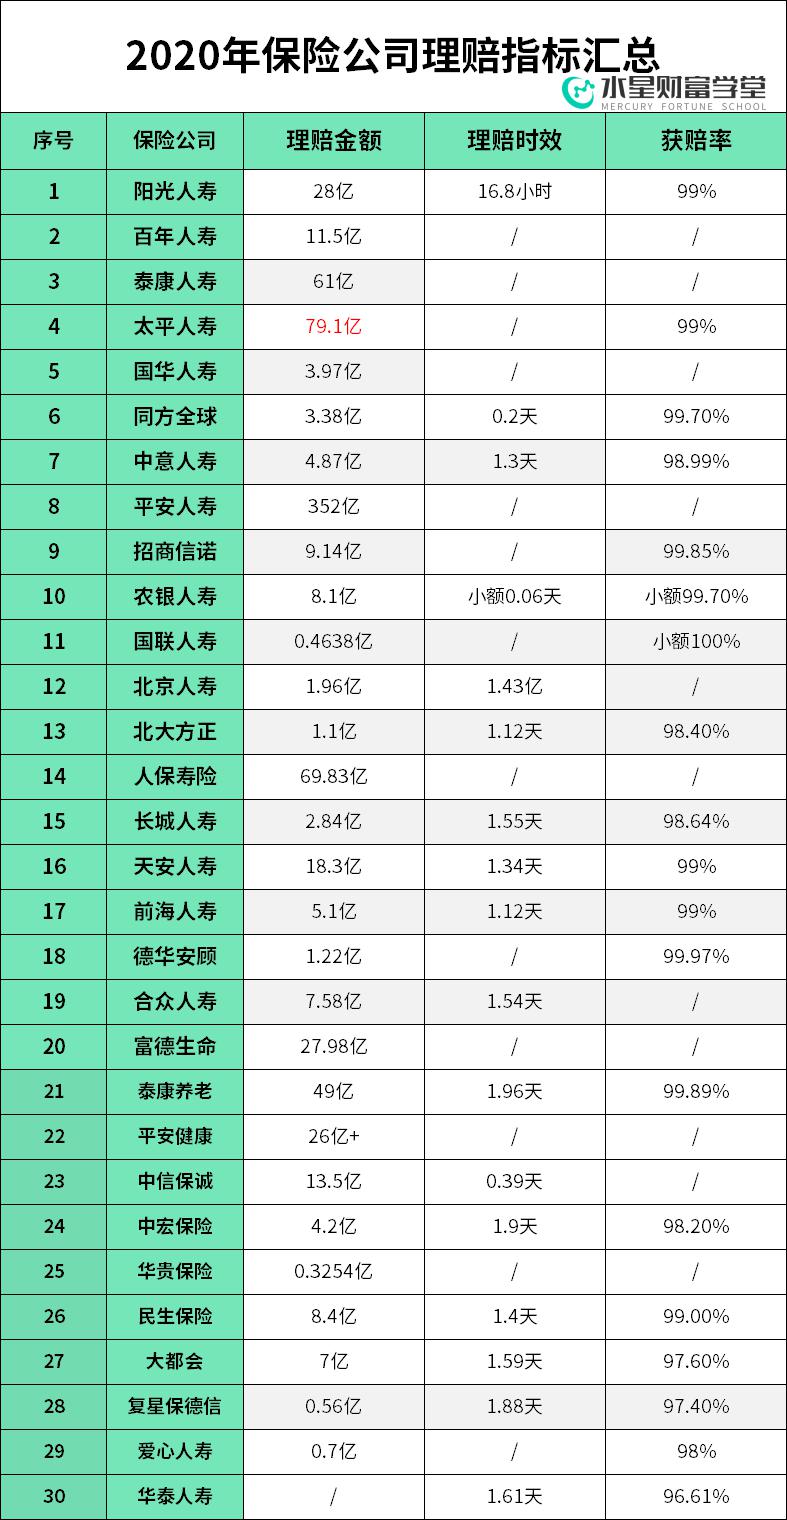 2020年保险公司理赔指标汇总
水星财富学堂
MERCURY FORTUNE SCHOOL
序号 保险公司 理赔金额 理赔时效 获赔率
1 阳光人寿 28亿 16.8小时 99%
2 百年人寿 11.5亿 / /
3 泰康人寿 61亿 / /
4 太平人寿 79.1亿 / 99%
5 国华人寿 3.97亿 / /
6 同方全球 3.38亿 0.2天 99.70%
7 中意人寿 4.87亿 1.3天 98.99%
8 平安人寿 352亿 / /
9 招商信诺 9.14亿 / 99.85%
10 农银人寿 8.1亿 小额0.06天 小额99.70%
11 国联人寿 0.4638亿 / 小额100%
12 北京人寿 1.96亿 1.43亿 /
13 北大方正 1.1亿 1.12天 98.40%
14 人保寿险 69.83亿 / /
15 长城人寿 2.84亿 1.55天 98.64%
16 天安人寿 18.3亿 1.34天 99%
17 前海人寿 5.1亿 1.12天 99%
18 德华安顾 1.22亿 / 99.97%
19 合众人寿 7.58亿 1.54天 /
20 富德生命 27.98亿 / /
21 泰康养老 49亿 1.96天 99.89%
22 平安健康 26亿+ / /
23 中信保诚 13.5亿 0.39天 /
24 中宏保险 4.2亿 1.9天 98.20%
25 华贵保险 0.3254亿 / /
26 民生保险 8.4亿 1.4天 99.00%
27 大都会 7亿 1.59天 97.60%
28 复星保德信 0.56亿 1.88天 97.40%
29 爱心人寿 0.7亿 / 98%
30 华泰人寿 / 1.61天 96.61%